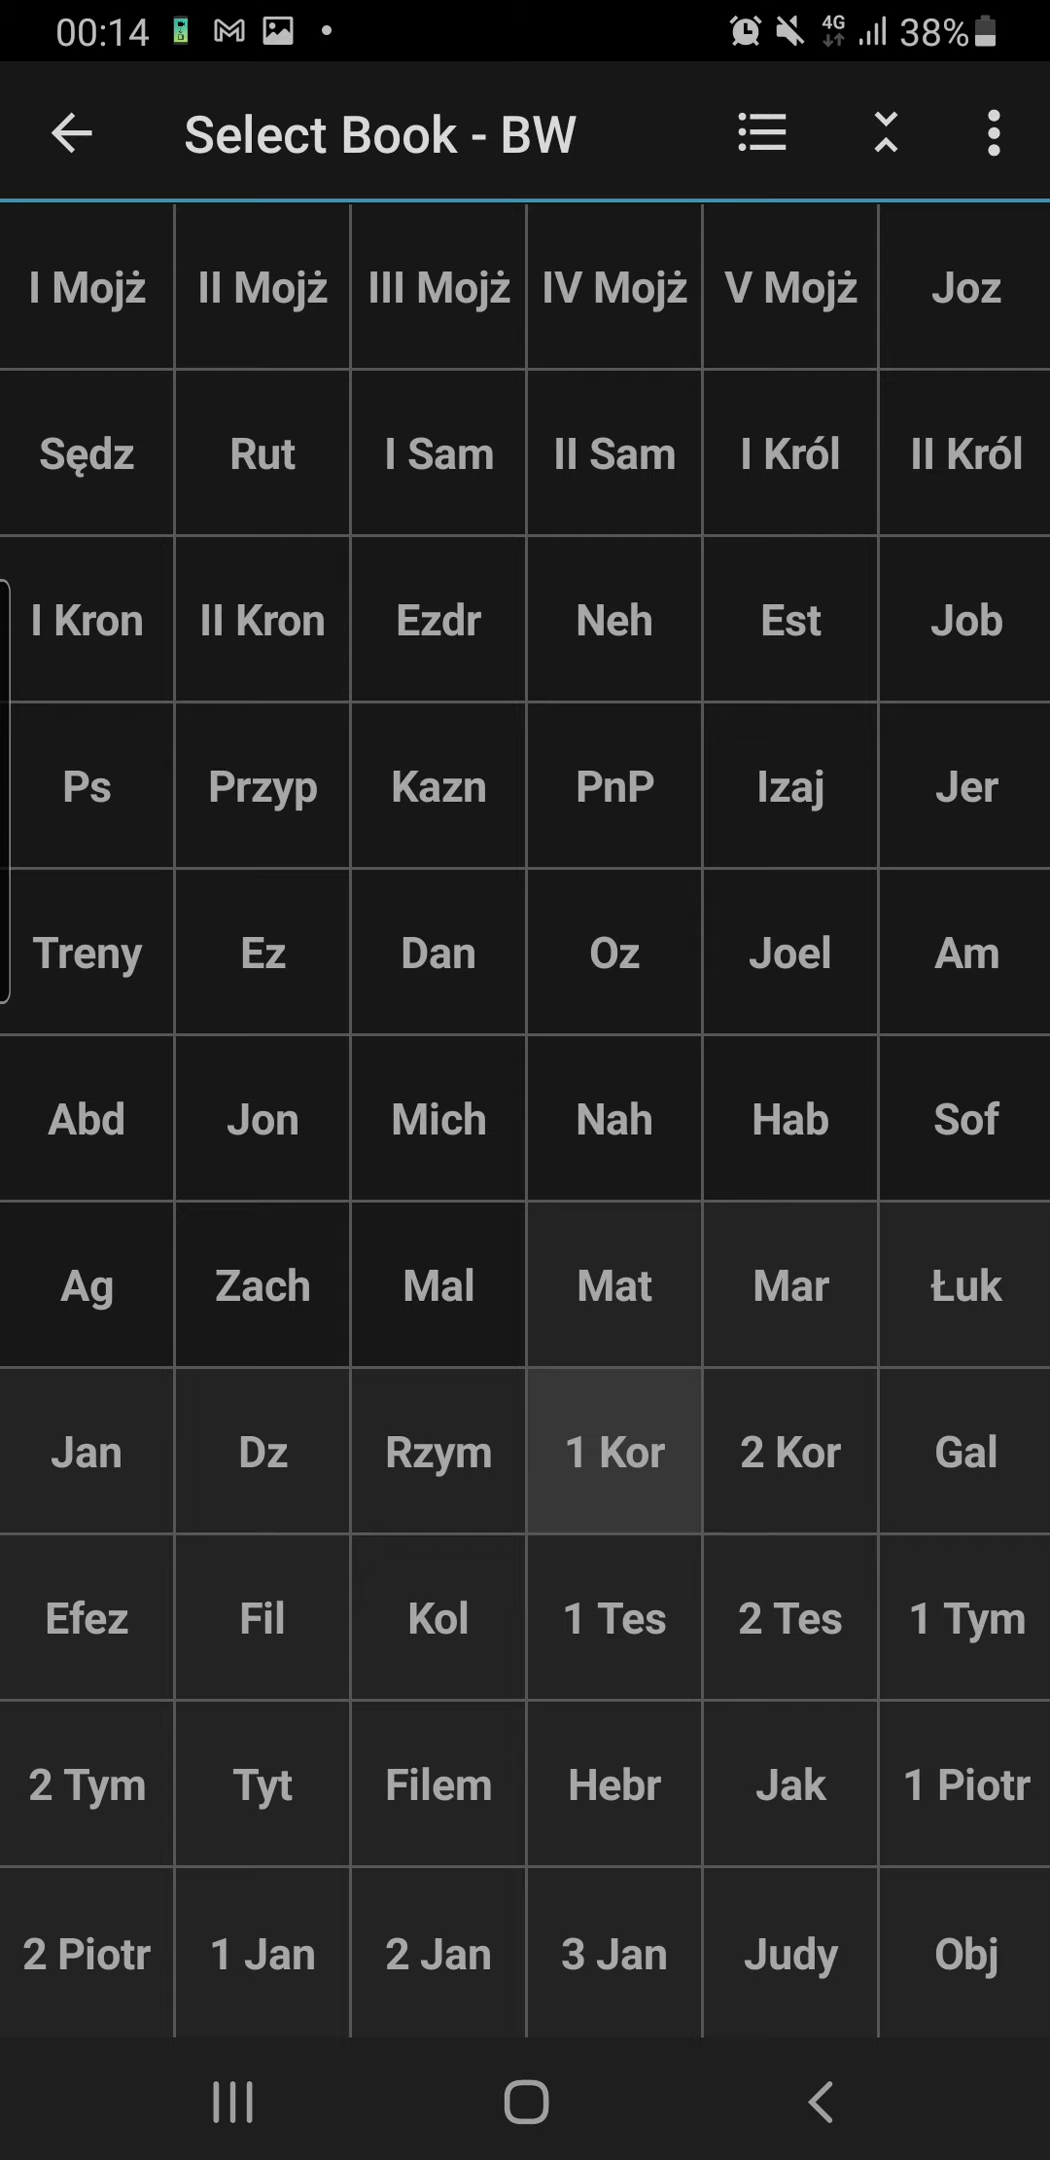 00:14 4G 38%
Select Book - BW
I Mojż II Mojż III Mojż IV Mojż V Mojż Joz
Sędz Rut I Sam II Sam I Król II Król
I Kron II Kron Ezdr Neh Est Job
Ps Przyp Kazn PnP Izaj Jer
Treny Ez Dan Oz Joel Am
Abd Jon Mich Nah Hab Sof
Ag Zach Mal Mat Mar Łuk
Jan Dz Rzym 1 Kor 2 Kor Gal
Efez Fil Kol 1 Tes 2 Tes 1 Tym
2 Tym Tyt Filem Hebr Jak 1 Piotr
2 Piotr 1 Jan 2 Jan 3 Jan Judy Obj